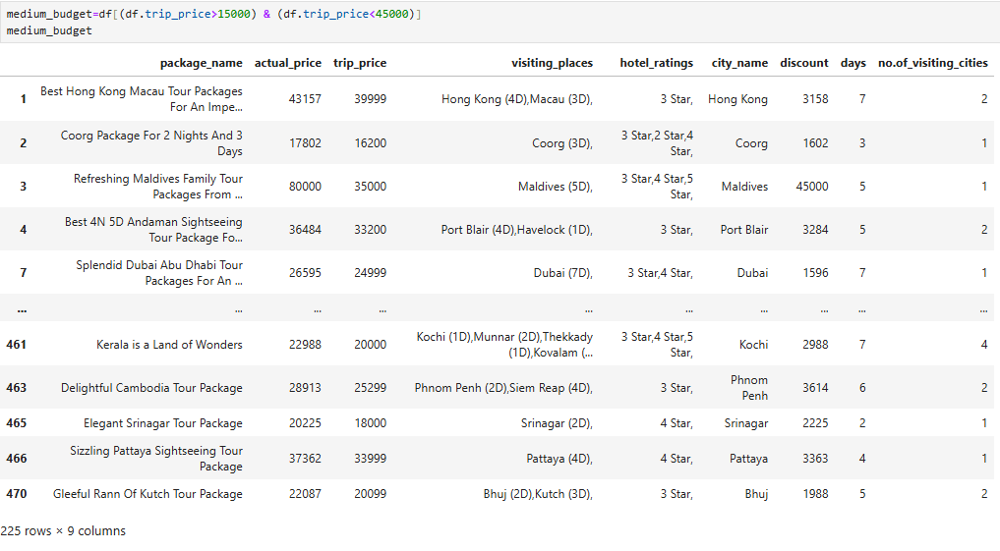 medium_budget=df[(df.trip_price>15000) & (df.trip_price<45000)]
medium_budget
package_name actual_price trip_price visiting_places hotel_ratings city_name discount days no.of_visiting_cities
1 Best Hong Kong Macau Tour Packages For An Impe... 43157 39999 Hong Kong (4D),Macau (3D), 3 Star, Hong Kong 3158 7 2
2 Coorg Package For 2 Nights And 3 Days 17802 16200 Coorg (3D), 3 Star,2 Star,4 Star, Coorg 1602 3 1
3 Refreshing Maldives Family Tour Packages From ... 80000 35000 Maldives (5D), 3 Star,4 Star,5 Star, Maldives 45000 5 1
4 Best 4N 5D Andaman Sightseeing Tour Package Fo... 36484 33200 Port Blair (4D),Havelock (1D), 3 Star, Port Blair 3284 5 2
7 Splendid Dubai Abu Dhabi Tour Packages For An ... 26595 24999 Dubai (7D), 3 Star,4 Star, Dubai 1596 7 1
... ... ... ... ... ... ... ... ... ...
461 Kerala is a Land of Wonders 22988 20000 Kochi (1D),Munnar (2D),Thekkady (1D),Kovalam (... 3 Star,4 Star,5 Star, Kochi 2988 7 4
463 Delightful Cambodia Tour Package 28913 25299 Phnom Penh (2D),Siem Reap (4D), 3 Star, Phnom Penh 3614 6 2
465 Elegant Srinagar Tour Package 20225 18000 Srinagar (2D), 4 Star, Srinagar 2225 2 1
466 Sizzling Pattaya Sightseeing Tour Package 37362 33999 Pattaya (4D), 4 Star, Pattaya 3363 4 1
470 Gleeful Rann Of Kutch Tour Package 22087 20099 Bhuj (2D),Kutch (3D), 3 Star, Bhuj 1988 5 2
225 rows × 9 columns